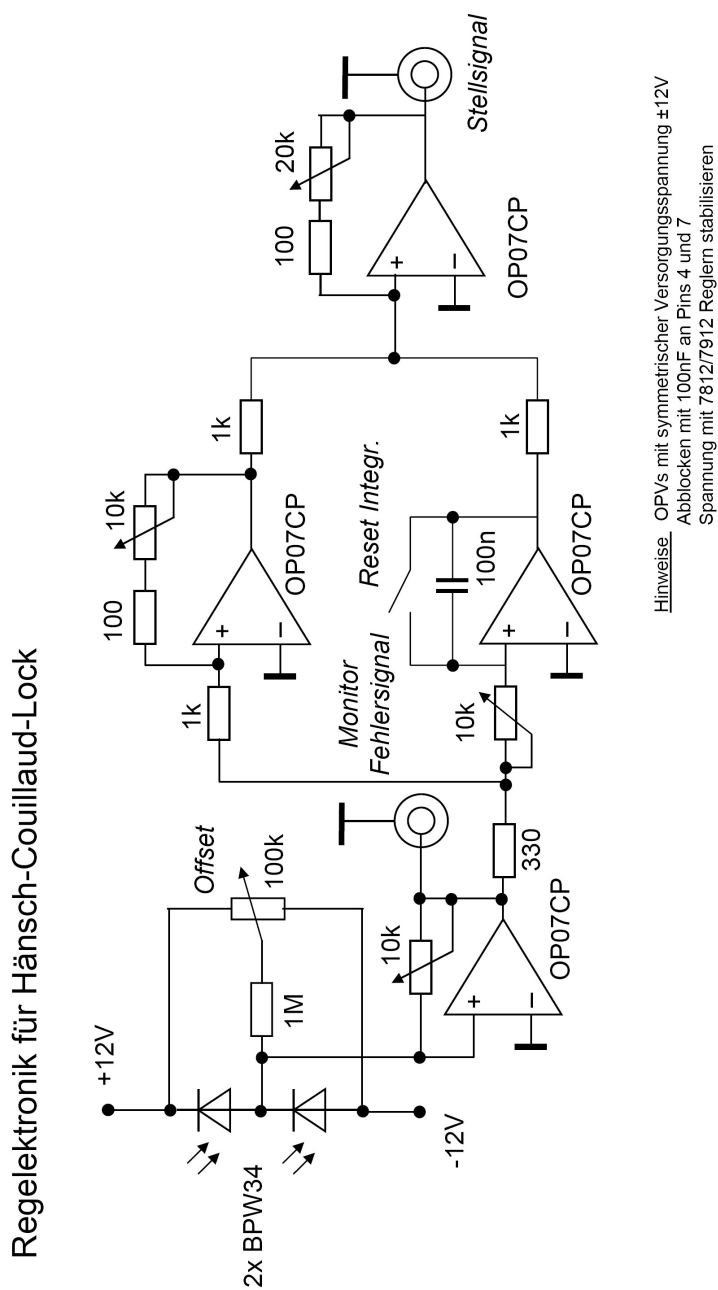 Regelektronik für Hänsch-Couillaud-Lock
+12V
2x BPW34
-12V
Offset
100k
1M
10k
+
−
OP07CP
330
Monitor
Fehlersignal
1k
100
10k
+
−
OP07CP
1k
10k
Reset Integr.
100n
+
−
OP07CP
1k
100
20k
+
−
OP07CP
Stellsignal
Hinweise OPVs mit symmetrischer Versorgungsspannung ±12V
Abblocken mit 100nF an Pins 4 und 7
Spannung mit 7812/7912 Reglern stabilisieren